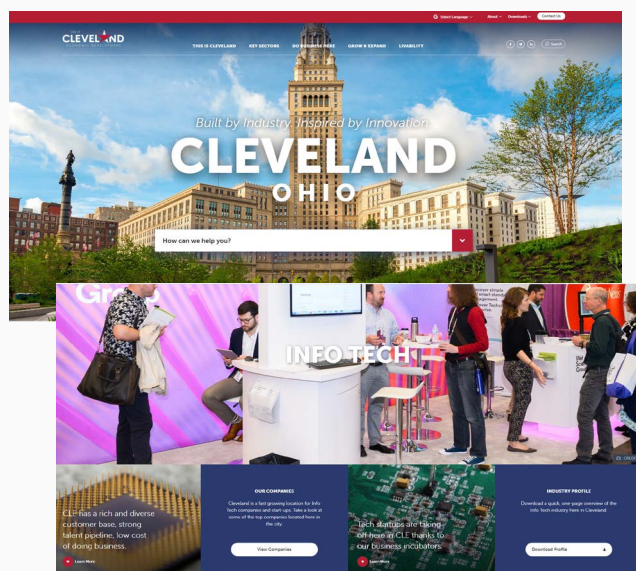 Select Language
About
Downloads
Contact Us
CLEVELAND
ECONOMIC DEVELOPMENT
THIS IS CLEVELAND
KEY SECTORS
DO BUSINESS HERE
GROW & EXPAND
LIVABILITY
Search
Built by Industry. Inspired by Innovation.
CLEVELAND
OHIO
How can we help you?
INFO TECH
CLE has a rich and diverse
customer base, strong
talent pipeline, low cost
of doing business.
Learn More
OUR COMPANIES
Cleveland is a fast growing location for Info
Tech companies and start-ups. Take a look at
some of the top companies located here in
the city.
View Companies
Tech startups are taking
off here in CLE thanks to
our business incubators.
Learn More
INDUSTRY PROFILE
Download a quick, one-page overview of the
Info Tech industry here in Cleveland.
Download Profile